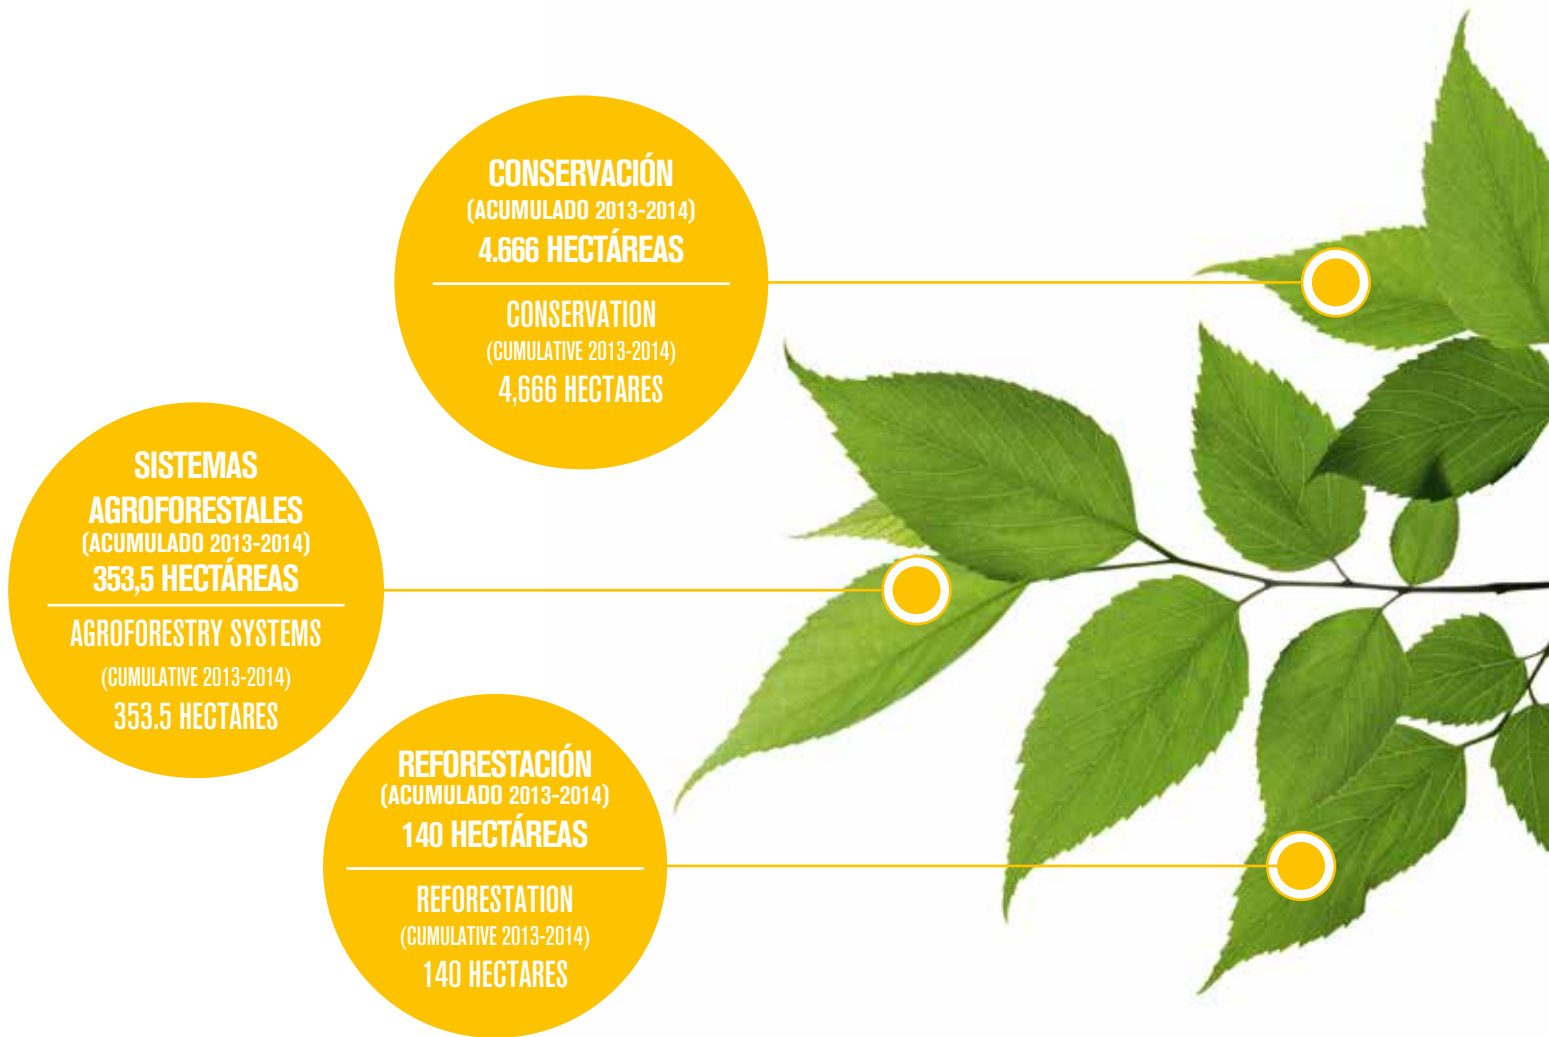 CONSERVACIÓN
(ACUMULADO 2013-2014)
4.666 HECTÁREAS
CONSERVATION
(CUMULATIVE 2013-2014)
4,666 HECTARES
SISTEMAS
AGROFORESTALES
(ACUMULADO 2013-2014)
353,5 HECTÁREAS
AGROFORESTRY SYSTEMS
(CUMULATIVE 2013-2014)
353.5 HECTARES
REFORESTACIÓN
(ACUMULADO 2013-2014)
140 HECTÁREAS
REFORESTATION
(CUMULATIVE 2013-2014)
140 HECTARES